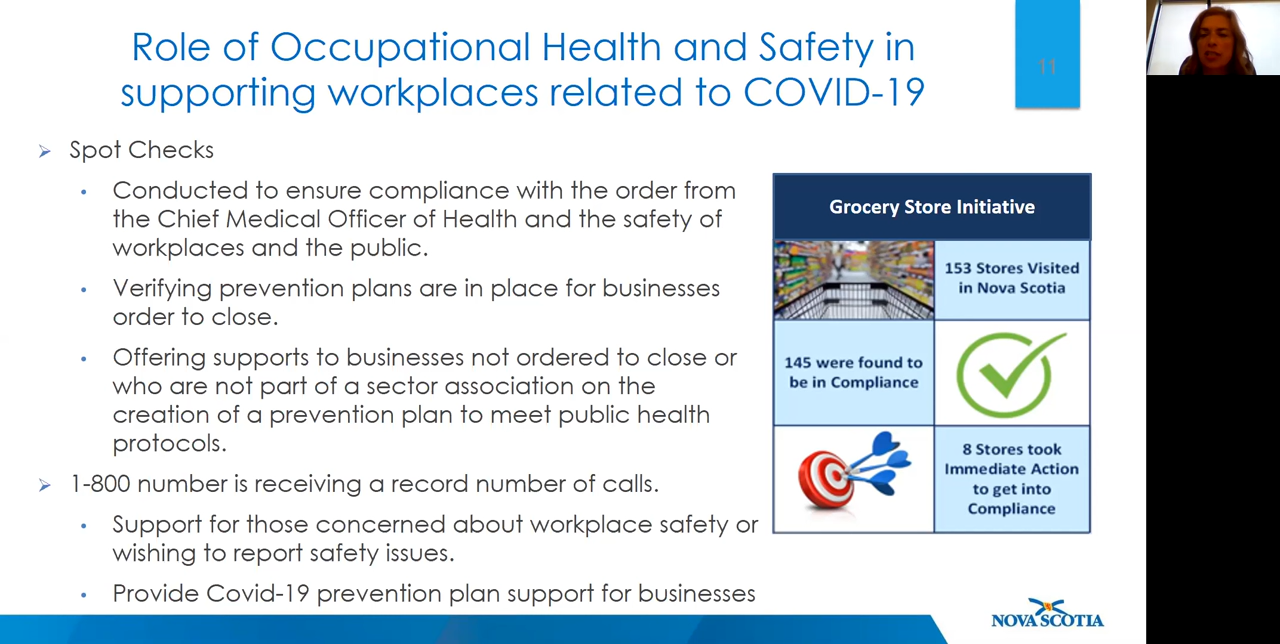 Role of Occupational Health and Safety in
supporting workplaces related to COVID-19
11
Spot Checks
Conducted to ensure compliance with the order from
the Chief Medical Officer of Health and the safety of
workplaces and the public.
Verifying prevention plans are in place for businesses
order to close.
Offering supports to businesses not ordered to close or
who are not part of a sector association on the
creation of a prevention plan to meet public health
protocols.
1-800 number is receiving a record number of calls.
Support for those concerned about workplace safety or
wishing to report safety issues.
Provide Covid-19 prevention plan support for businesses
Grocery Store Initiative
153 Stores Visited
in Nova Scotia
145 were found to
be in Compliance
8 Stores took
Immediate Action
to get into
Compliance
NOVA SCOTIA